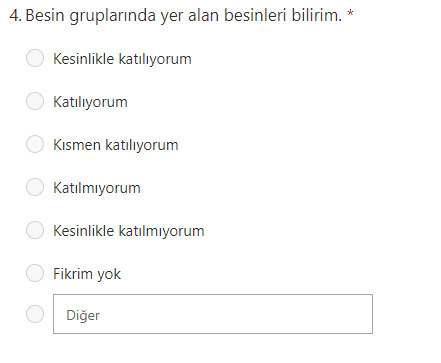 4. Besin gruplarında yer alan besinleri bilirim. *
Kesinlikle katılıyorum
Katılıyorum
Kısmen katılıyorum
Katılmıyorum
Kesinlikle katılmıyorum
Fikrim yok
Diğer